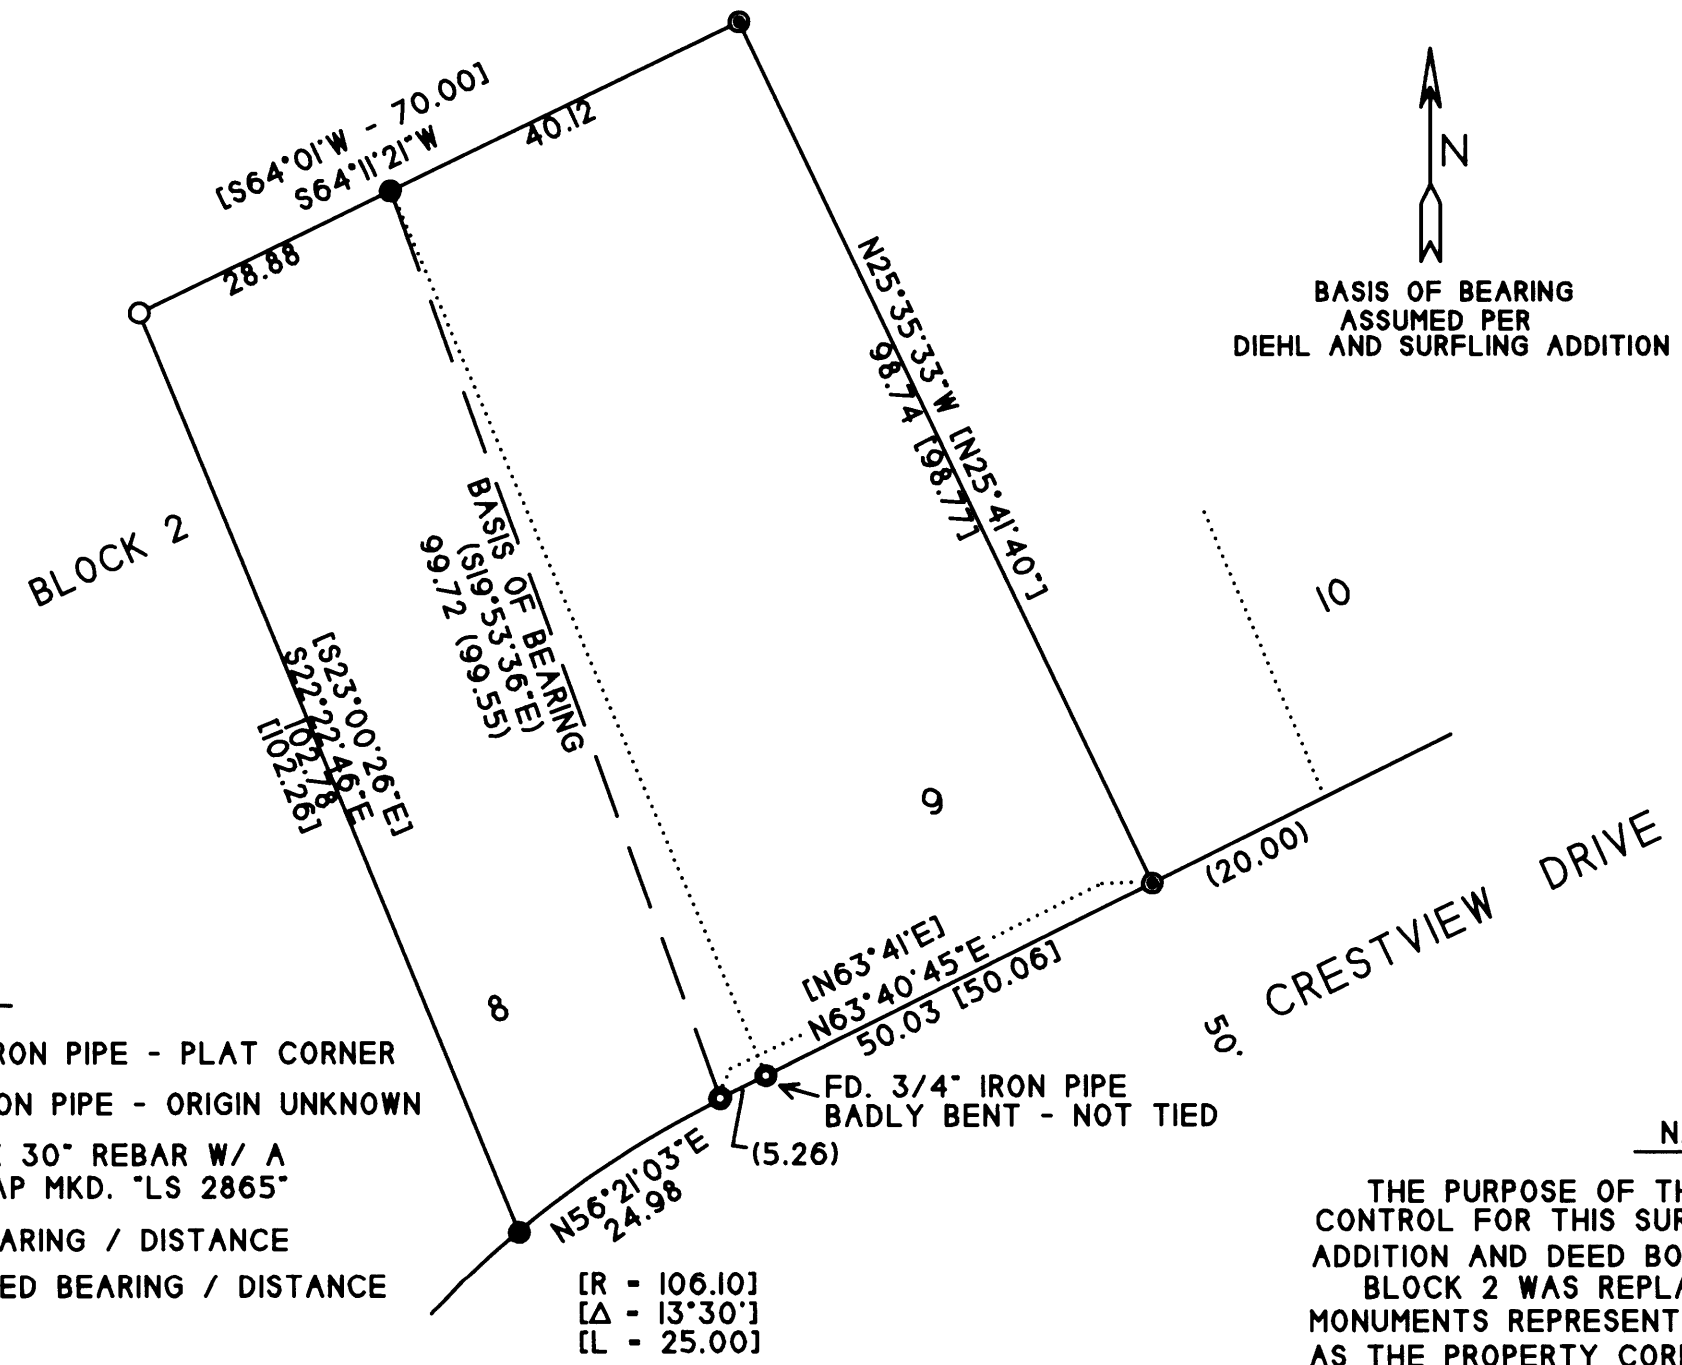 [S64°01'W - 70.00]
S64°11'21"W
40.12
28.88
N
BASIS OF BEARING
ASSUMED PER
DIEHL AND SURFLING ADDITION
N25°35'33"W [N25°41'40"]
98.74 [98.77]
BLOCK 2
BASIS OF BEARING
(S19°53'36"E)
99.72 (99.55)
[S23°00'26"E]
S22°22'46"E
102.78
[102.26]
10
9
8
(20.00)
50' CRESTVIEW DRIVE
[N63°41'E]
N63°40'45"E
50.03 [50.06]
FD. 3/4" IRON PIPE
BADLY BENT - NOT TIED
(5.26)
N56°21'03"E
24.98
[R - 106.10]
[Δ - 13°30']
[L - 25.00]
RON PIPE - PLAT CORNER
ON PIPE - ORIGIN UNKNOWN
30" REBAR W/ A
AP MKD. "LS 2865"
ARING / DISTANCE
ED BEARING / DISTANCE
THE PURPOSE OF TH
CONTROL FOR THIS SUR
ADDITION AND DEED BO
BLOCK 2 WAS REPLA
MONUMENTS REPRESENT
AS THE PROPERTY COR